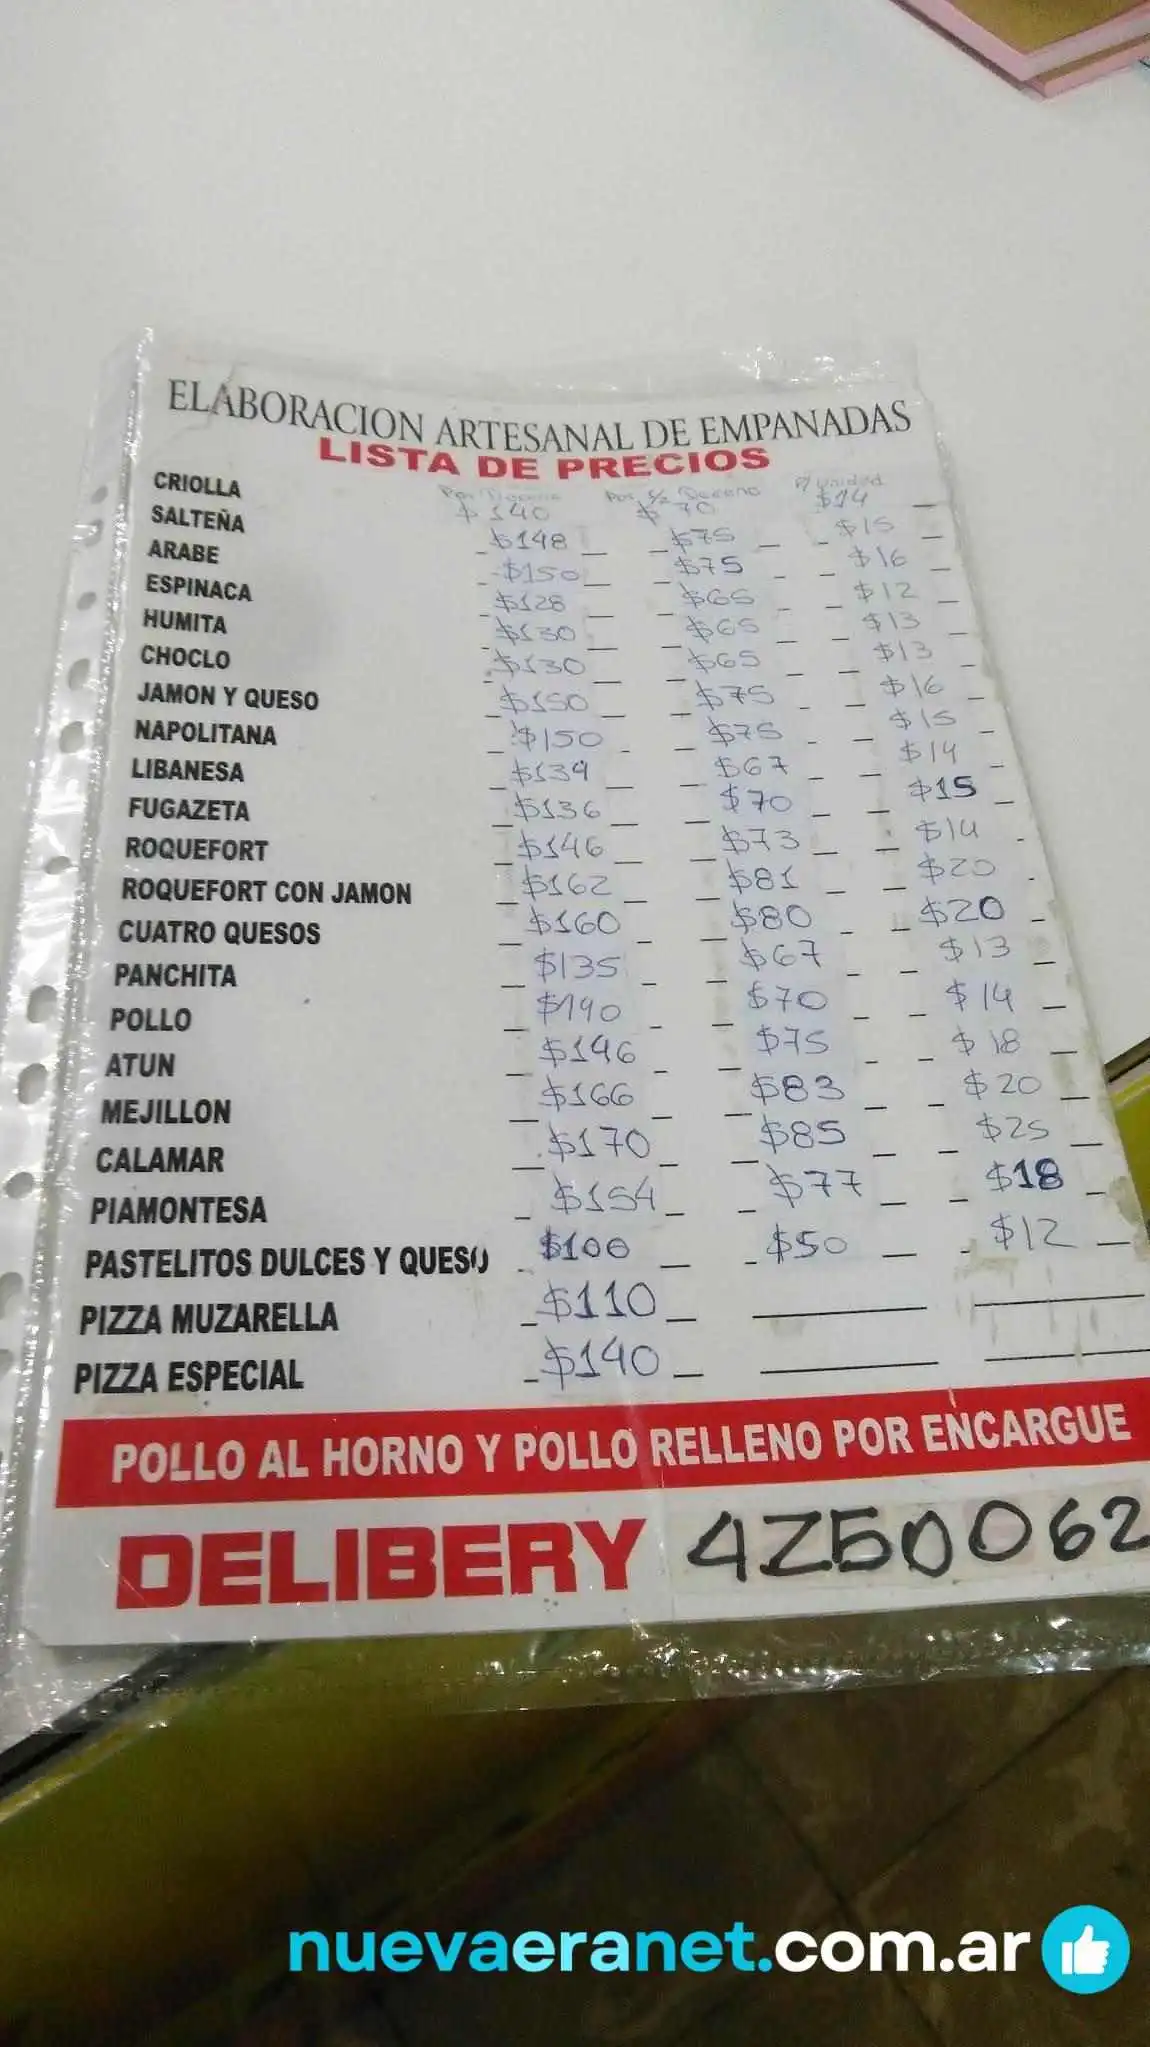 ELABORACION ARTESANAL DE EMPANADAS
LISTA DE PRECIOS
Por Docena Por 1/2 Docena P/ Unidad
CRIOLLA $140 $70 $14
SALTEÑA $148 $75 $15
ARABE $150 $75 $16
ESPINACA $128 $65 $12
HUMITA $130 $65 $13
CHOCLO $130 $65 $13
JAMON Y QUESO $150 $75 $16
NAPOLITANA $150 $75 $15
LIBANESA $134 $67 $14
FUGAZETA $136 $70 $15
ROQUEFORT $146 $73 $14
ROQUEFORT CON JAMON $162 $81 $20
CUATRO QUESOS $160 $80 $20
PANCHITA $135 $67 $13
POLLO $140 $70 $14
ATUN $146 $75 $18
MEJILLON $166 $83 $20
CALAMAR $170 $85 $25
PIAMONTESA $154 $77 $18
PASTELITOS DULCES Y QUESO $100 $50 $12
PIZZA MUZARELLA $110
PIZZA ESPECIAL $140
POLLO AL HORNO Y POLLO RELLENO POR ENCARGUE
DELIBERY 4250062
nuevaeranet.com.ar